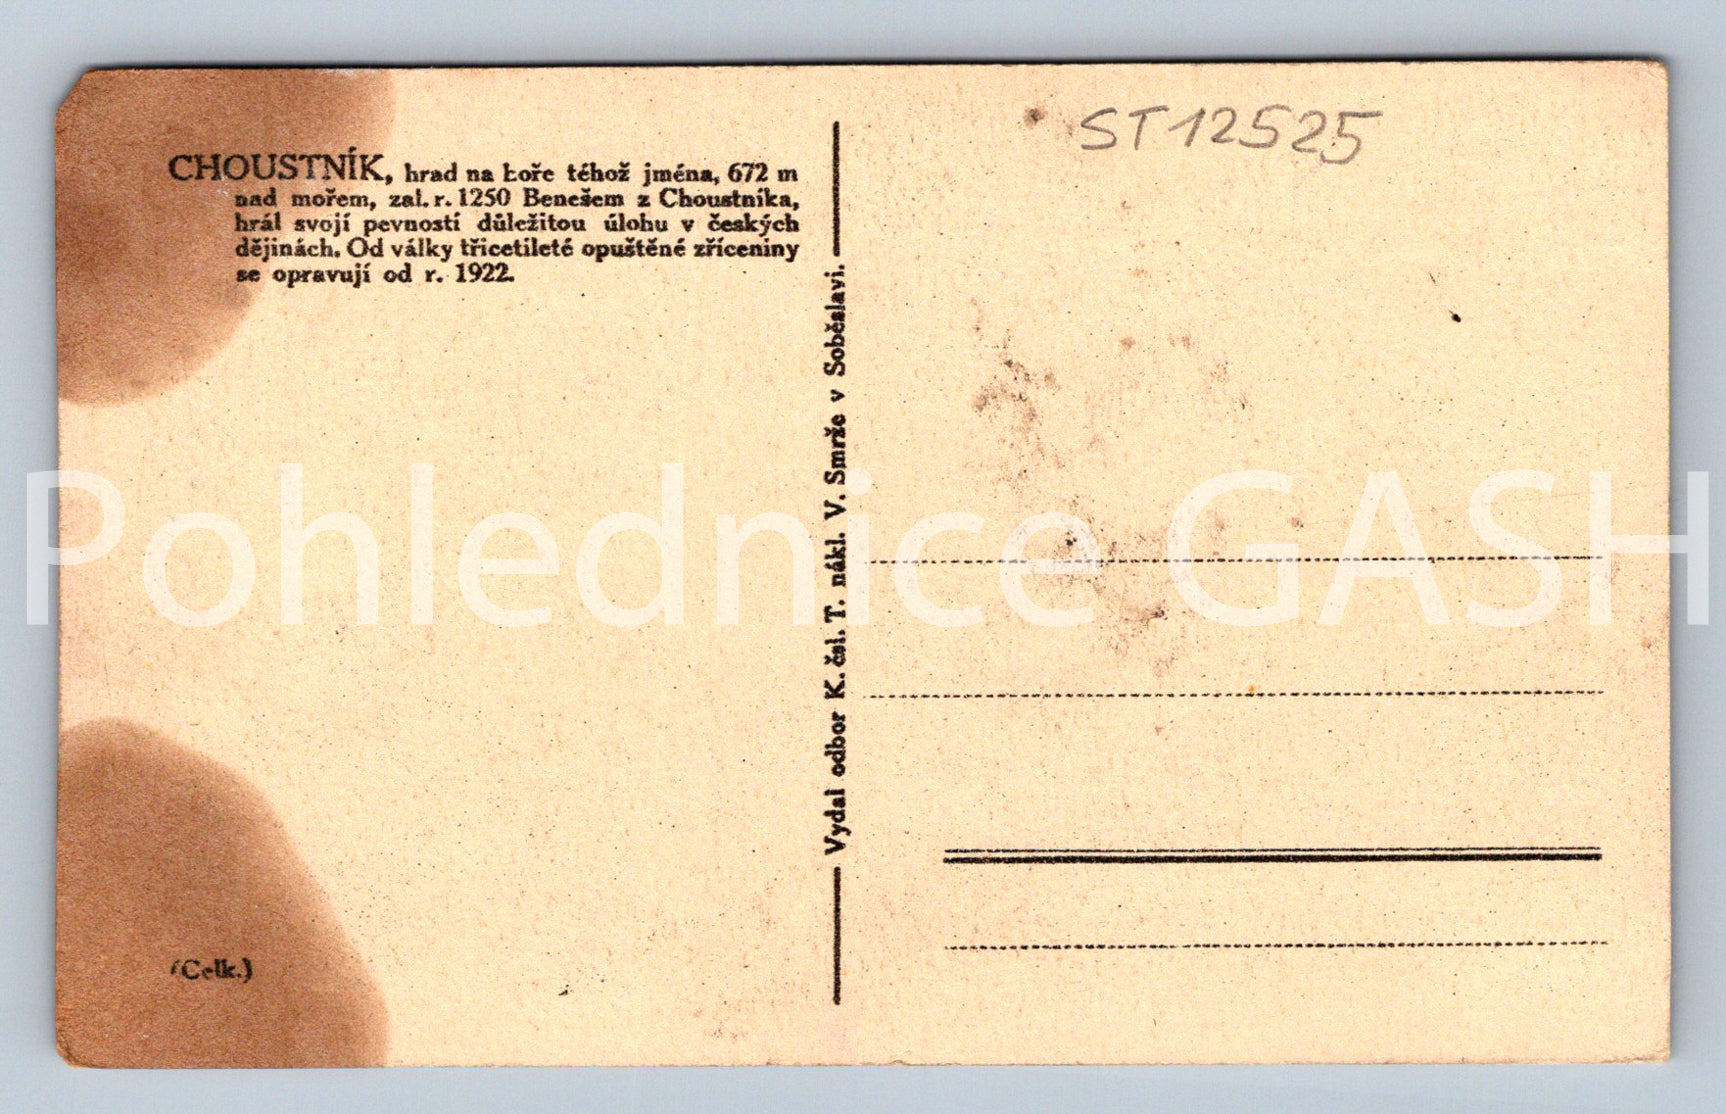 CHOUSTNÍK, hrad na hoře téhož jména, 672 m
nad mořem, zal. r. 1250 Benešem z Choustníka,
hrál svojí pevností důležitou úlohu v českých
dějinách. Od války třicetileté opuštěné zříceniny
se opravují od r. 1922.
(Celk.)
Vydal odbor K. čsl. T. nákl. V. Smrže v Soběslavi.
ST12525
Pohlednice GASH